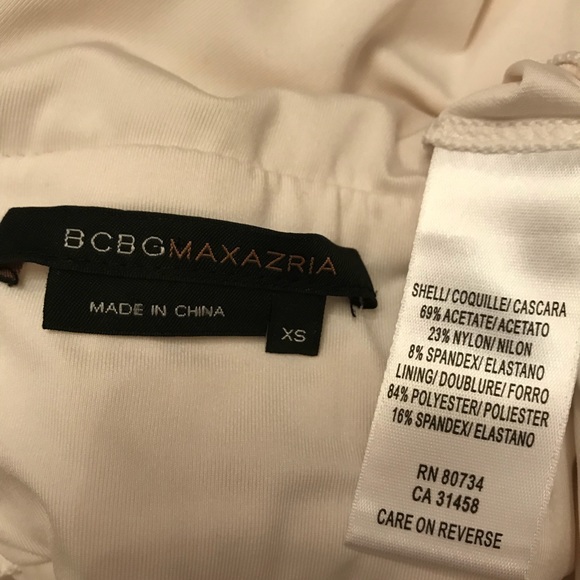 BCBGMAXAZRIA
MADE IN CHINA
XS
SHELL/ COQUILLE/ CASCARA
69% ACETATE/ ACETATO
23% NYLON/ NILON
8% SPANDEX/ ELASTANO
LINING/ DOUBLURE/ FORRO
84% POLYESTER/ POLIESTER
16% SPANDEX/ ELASTANO
RN 80734
CA 31458
CARE ON REVERSE